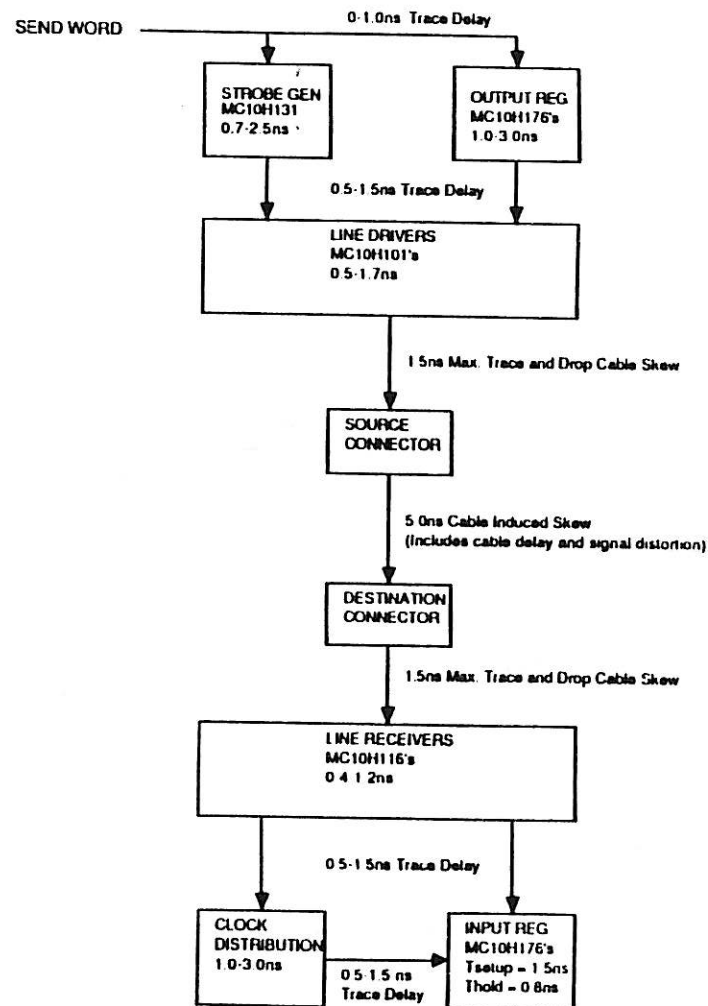 0-1.0ns Trace Delay
SEND WORD
STROBE GEN
MC10H131
0.7-2.5ns
OUTPUT REG
MC10H176's
1.0-3.0ns
0.5-1.5ns Trace Delay
LINE DRIVERS
MC10H101's
0.5-1.7ns
1.5ns Max. Trace and Drop Cable Skew
SOURCE
CONNECTOR
5.0ns Cable Induced Skew
(Includes cable delay and signal distortion)
DESTINATION
CONNECTOR
1.5ns Max. Trace and Drop Cable Skew
LINE RECEIVERS
MC10H116's
0.4-1.2ns
0.5-1.5ns Trace Delay
CLOCK
DISTRIBUTION
1.0-3.0ns
0.5-1.5 ns
Trace Delay
INPUT REG
MC10H176's
Tsetup = 1.5ns
Thold = 0.8ns